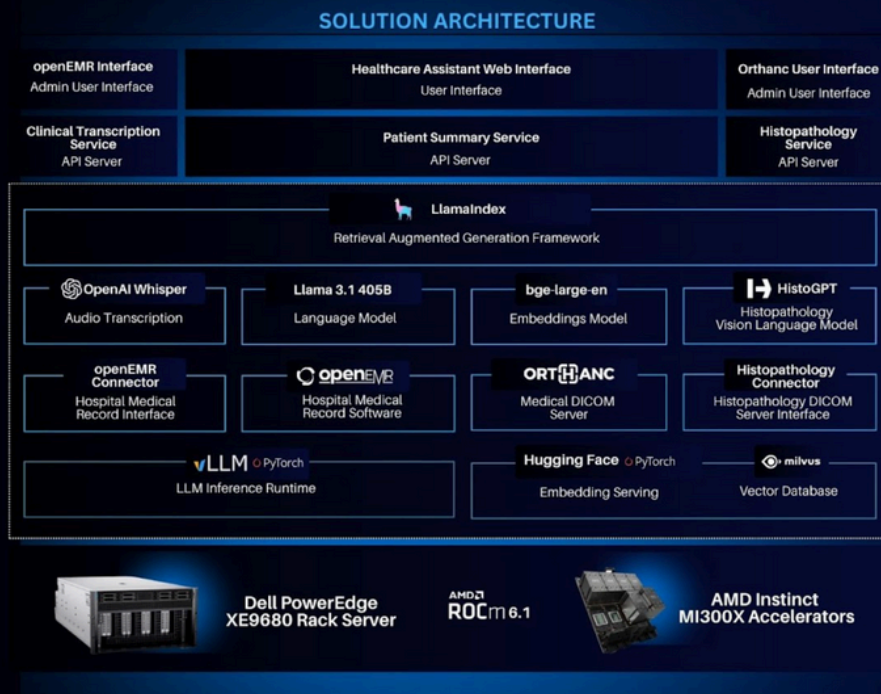 SOLUTION ARCHITECTURE
openEMR Interface
Admin User Interface
Healthcare Assistant Web Interface
User Interface
Orthanc User Interface
Admin User Interface
Clinical Transcription
Service
API Server
Patient Summary Service
API Server
Histopathology
Service
API Server
LlamaIndex
Retrieval Augmented Generation Framework
OpenAI Whisper
Audio Transcription
Llama 3.1 405B
Language Model
bge-large-en
Embeddings Model
HistoGPT
Histopathology
Vision Language Model
openEMR
Connector
Hospital Medical
Record Interface
openEMR
Hospital Medical
Record Software
ORTHANC
Medical DICOM
Server
Histopathology
Connector
Histopathology DICOM
Server Interface
vLLM PyTorch
LLM Inference Runtime
Hugging Face PyTorch
Embedding Serving
milvus
Vector Database
Dell PowerEdge
XE9680 Rack Server
AMD
ROCm 6.1
AMD Instinct
MI300X Accelerators